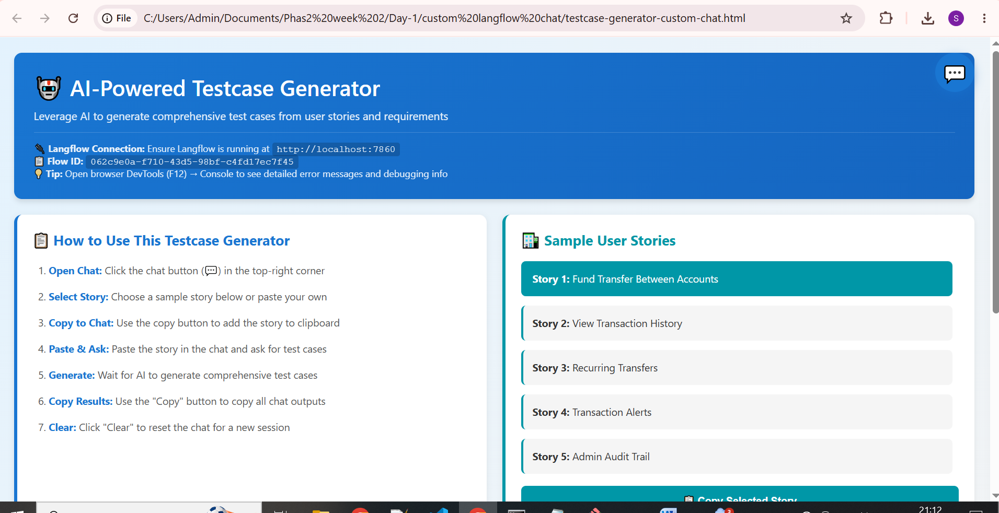 File
C:/Users/Admin/Documents/Phas2%20week%202/Day-1/custom%20langflow%20chat/testcase-generator-custom-chat.html
S
AI-Powered Testcase Generator
Leverage AI to generate comprehensive test cases from user stories and requirements
Langflow Connection: Ensure Langflow is running at http://localhost:7860
Flow ID: 062c9e0a-f710-43d5-98bf-c4fd17ec7f45
Tip: Open browser DevTools (F12) → Console to see detailed error messages and debugging info
How to Use This Testcase Generator
1. Open Chat: Click the chat button (💬) in the top-right corner
2. Select Story: Choose a sample story below or paste your own
3. Copy to Chat: Use the copy button to add the story to clipboard
4. Paste & Ask: Paste the story in the chat and ask for test cases
5. Generate: Wait for AI to generate comprehensive test cases
6. Copy Results: Use the "Copy" button to copy all chat outputs
7. Clear: Click "Clear" to reset the chat for a new session
Sample User Stories
Story 1: Fund Transfer Between Accounts
Story 2: View Transaction History
Story 3: Recurring Transfers
Story 4: Transaction Alerts
Story 5: Admin Audit Trail
Copy Selected Story
3
21:12